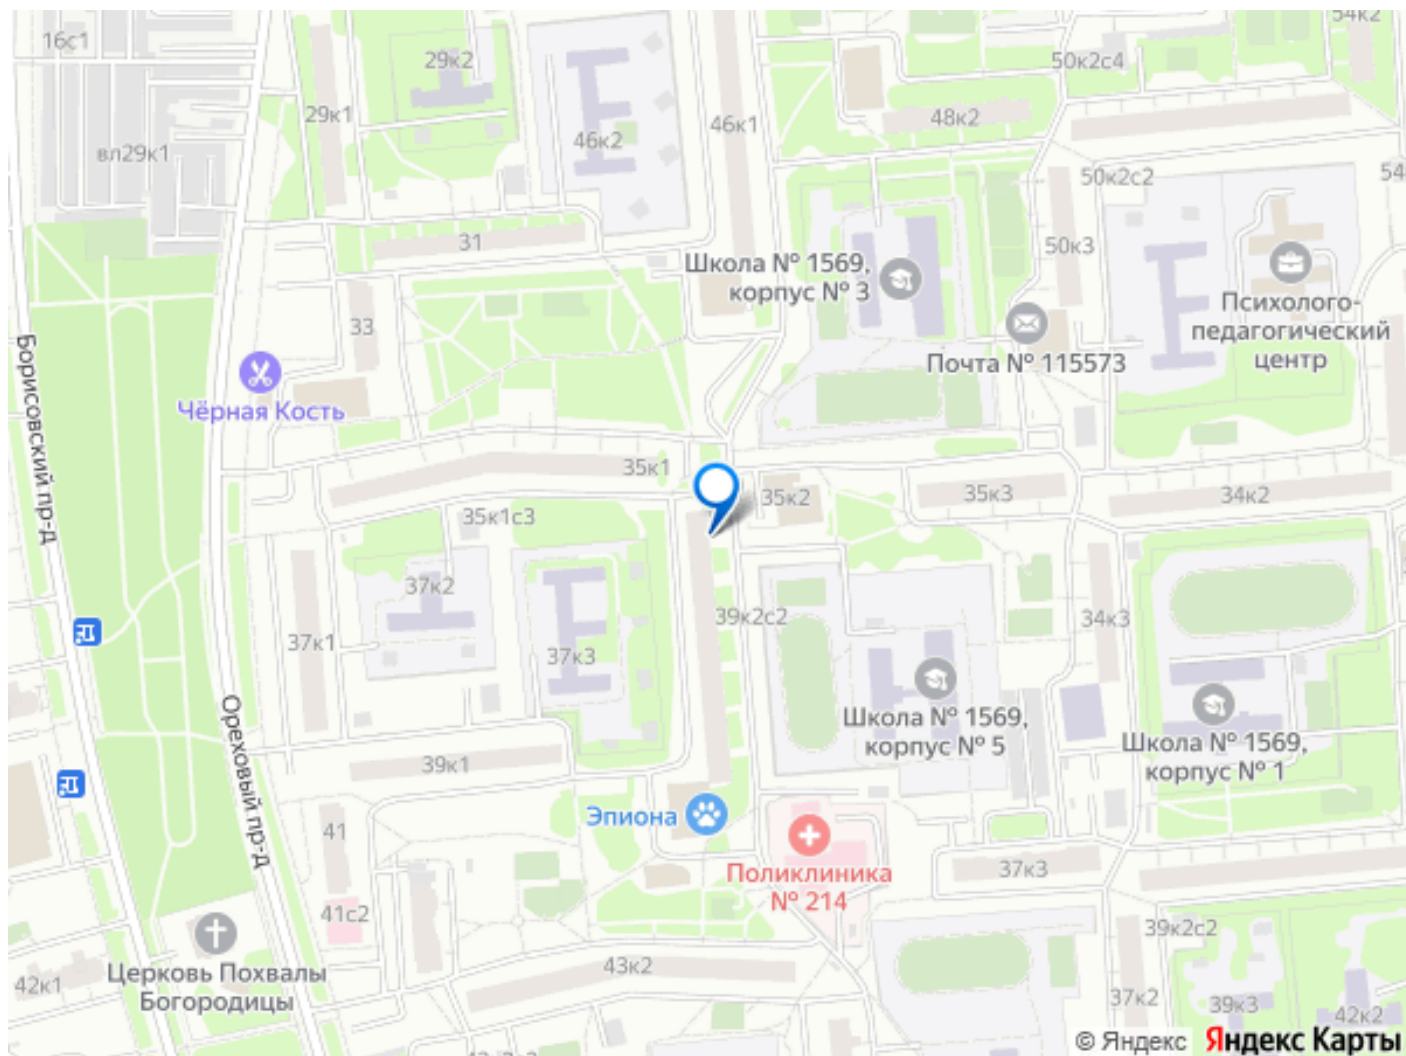 54к2
16с1
29к2
50к2с4
29к1
46к2
46к1
48к2
вл29к1
50к2с2
54
31
50к3
Школа № 1569,
корпус № 3
Психолого-
педагогический
центр
33
Почта № 115573
Борисовский пр-д
Чёрная Кость
35к1
35к2
35к3
34к2
35к1с3
37к2
39к2с2
34к3
37к1
37к3
Ореховый пр-д
Школа № 1569,
корпус № 5
Школа № 1569,
корпус № 1
39к1
Эпиона
41
Поликлиника
№ 214
37к3
41с2
39к2с2
Церковь Похвалы
Богородицы
43к2
42к1
37к2
39к3
42к2
© Яндекс Яндекс Карты